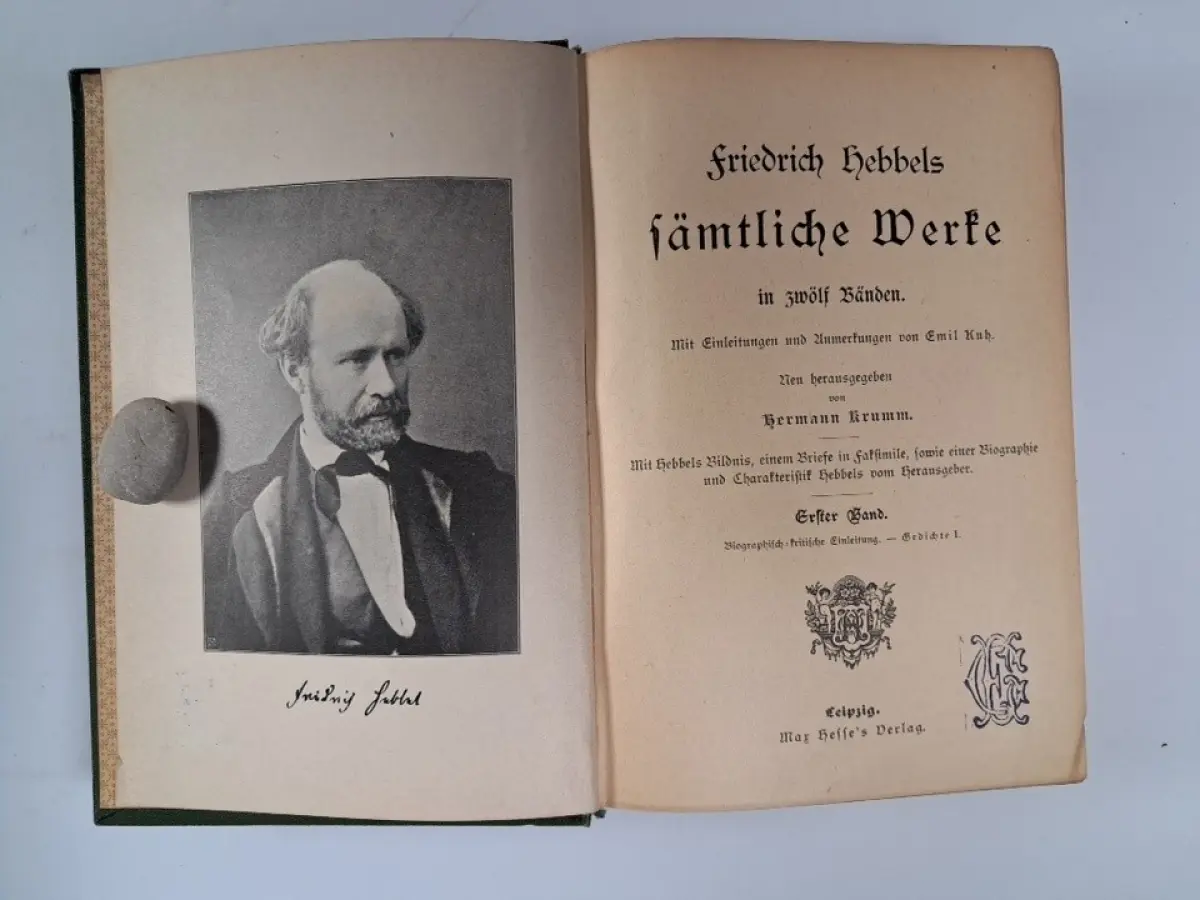 Friedrich Hebbel
Friedrich Hebbels
sämtliche Werke
in zwölf Bänden.
Mit Einleitungen und Anmerkungen von Emil Kuh.
Neu herausgegeben
von
Hermann Krumm.
Mit Hebbels Bildnis, einem Briefe in Faksimile, sowie einer Biographie
und Charakteristik Hebbels vom Herausgeber.
Erster Band.
Biographisch-kritische Einleitung. — Gedichte I.
Leipzig.
Max Hesse's Verlag.